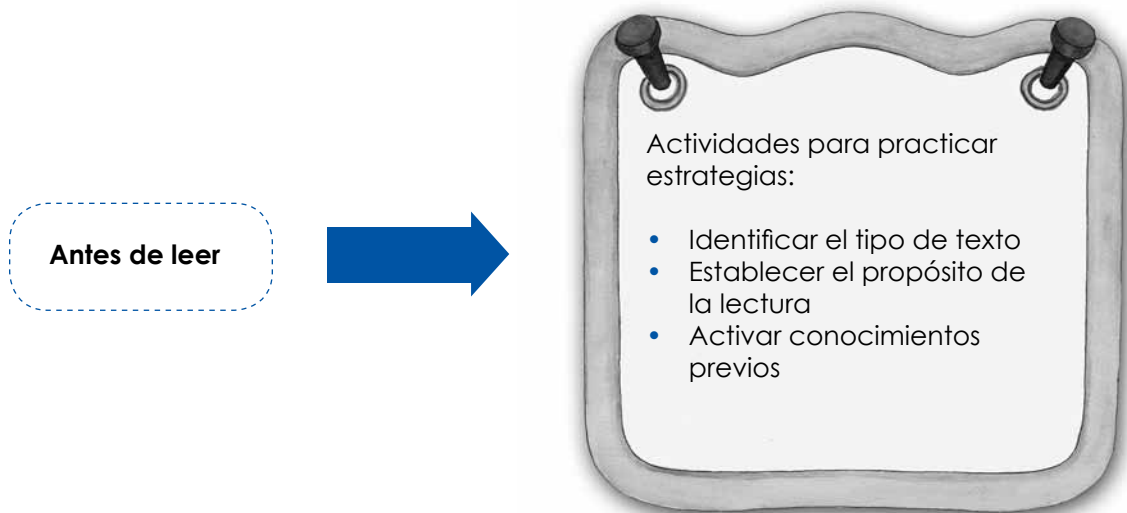 Antes de leer
Actividades para practicar
estrategias:
• Identificar el tipo de texto
• Establecer el propósito de
la lectura
• Activar conocimientos
previos